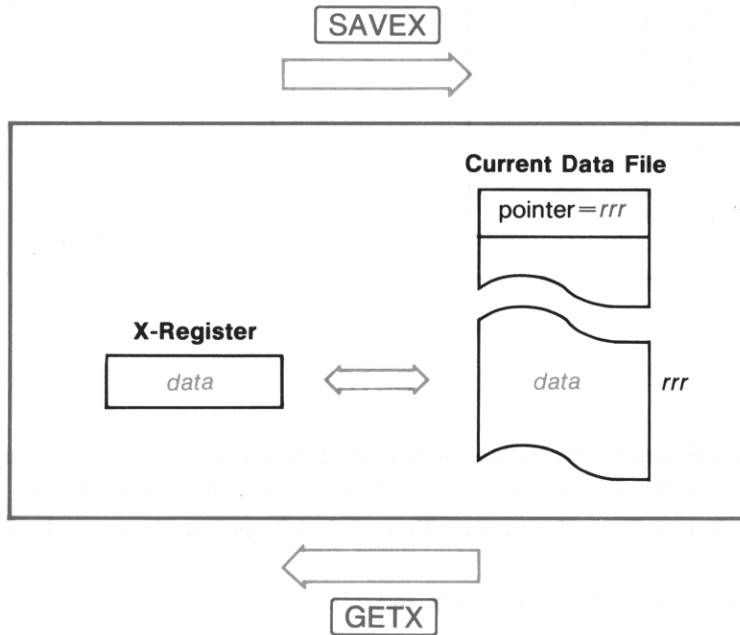 SAVEX
Current Data File
pointer=rrr
X-Register
data
data
rrr
GETX